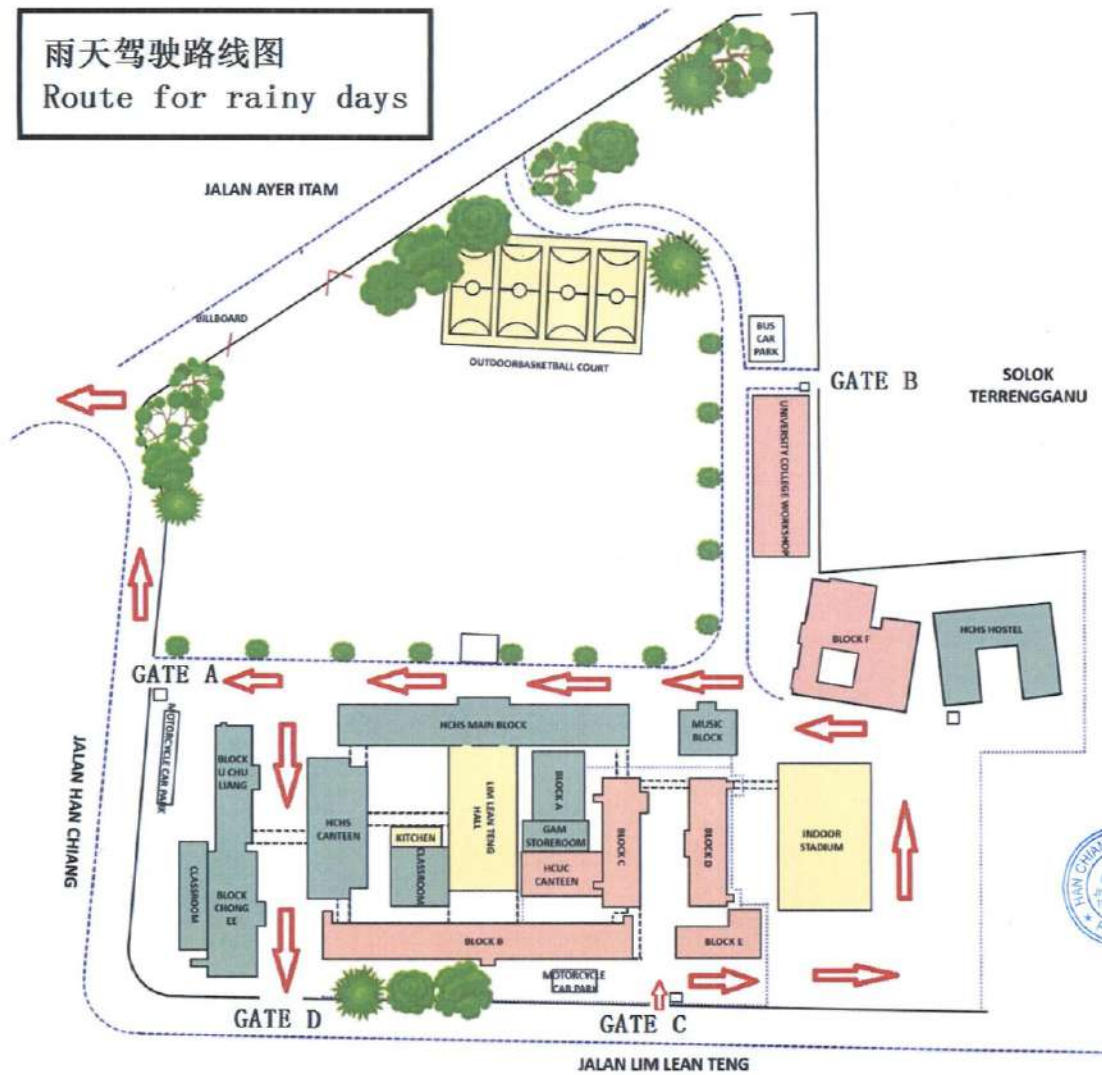 雨天驾驶路线图
Route for rainy days
JALAN AYER ITAM
BILLBOARD
OUTDOORBASKETBALL COURT
BUS
CAR
PARK
GATE B
SOLOK
TERRENGGANU
UNIVERSITY COLLEGE WORKSHOP
BLOCK F
HCHS HOSTEL
GATE A
MOTORCYCLE CAR PARK
JALAN HAN CHIANG
HCHS MAIN BLOCK
MUSIC
BLOCK
BLOCK
LI CHU
LIANG
HCHS
CANTEEN
LIM LEAN TENG
HALL
BLOCK A
KITCHEN
CLASSROOM
GAM
STOREROOM
HCUC
CANTEEN
BLOCK C
BLOCK D
INDOOR
STADIUM
CLASSROOM
BLOCK
CHONG
EE
BLOCK B
BLOCK E
MOTORCYCLE
CAR PARK
GATE D
GATE C
JALAN LIM LEAN TENG
HAN CHIAN